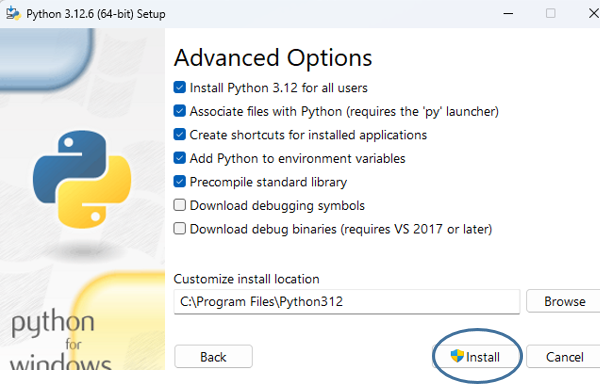 Python 3.12.6 (64-bit) Setup
Advanced Options
Install Python 3.12 for all users
Associate files with Python (requires the 'py' launcher)
Create shortcuts for installed applications
Add Python to environment variables
Precompile standard library
Download debugging symbols
Download debug binaries (requires VS 2017 or later)
Customize install location
C:\Program Files\Python312
Browse
python
for
windows
Back
Install
Cancel